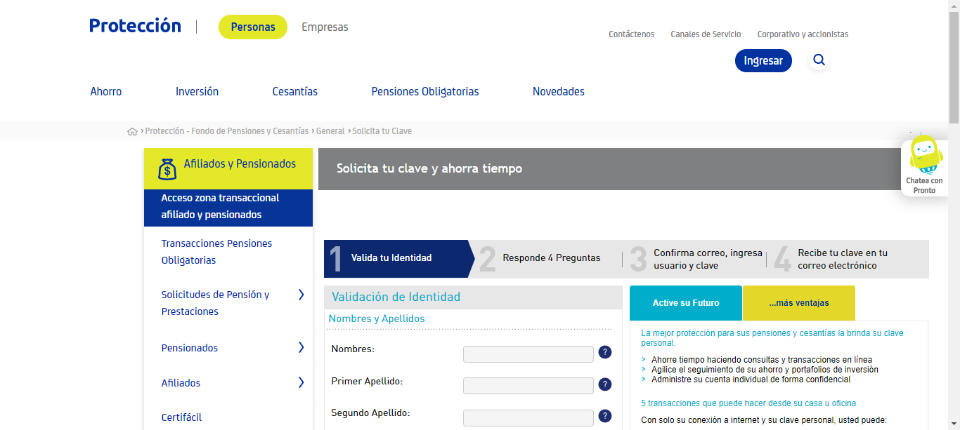 Protección
Personas
Empresas
Contáctenos
Canales de Servicio
Corporativo y accionistas
Ingresar
Ahorro
Inversión
Cesantías
Pensiones Obligatorias
Novedades
Protección - Fondo de Pensiones y Cesantías
General
Solicita tu Clave
Chatea con
Pronto
Afiliados y Pensionados
Acceso zona transaccional
afiliado y pensionados
Transacciones Pensiones
Obligatorias
Solicitudes de Pensión y
Prestaciones
Pensionados
Afiliados
Certifácil
Solicita tu clave y ahorra tiempo
1 Valida tu Identidad
2 Responde 4 Preguntas
3 Confirma correo, ingresa
usuario y clave
4 Recibe tu clave en tu
correo electrónico
Validación de Identidad
Nombres y Apellidos
Nombres:
?
Primer Apellido:
?
Segundo Apellido:
?
Active su Futuro
...más ventajas
La mejor protección para sus pensiones y cesantías la brinda su clave
personal.
Ahorre tiempo haciendo consultas y transacciones en línea
Agilice el seguimiento de su ahorro y portafolios de inversión
Administre su cuenta individual de forma confidencial
5 transacciones que puede hacer desde su casa u oficina
Con solo su conexión a internet y su clave personal, usted puede: